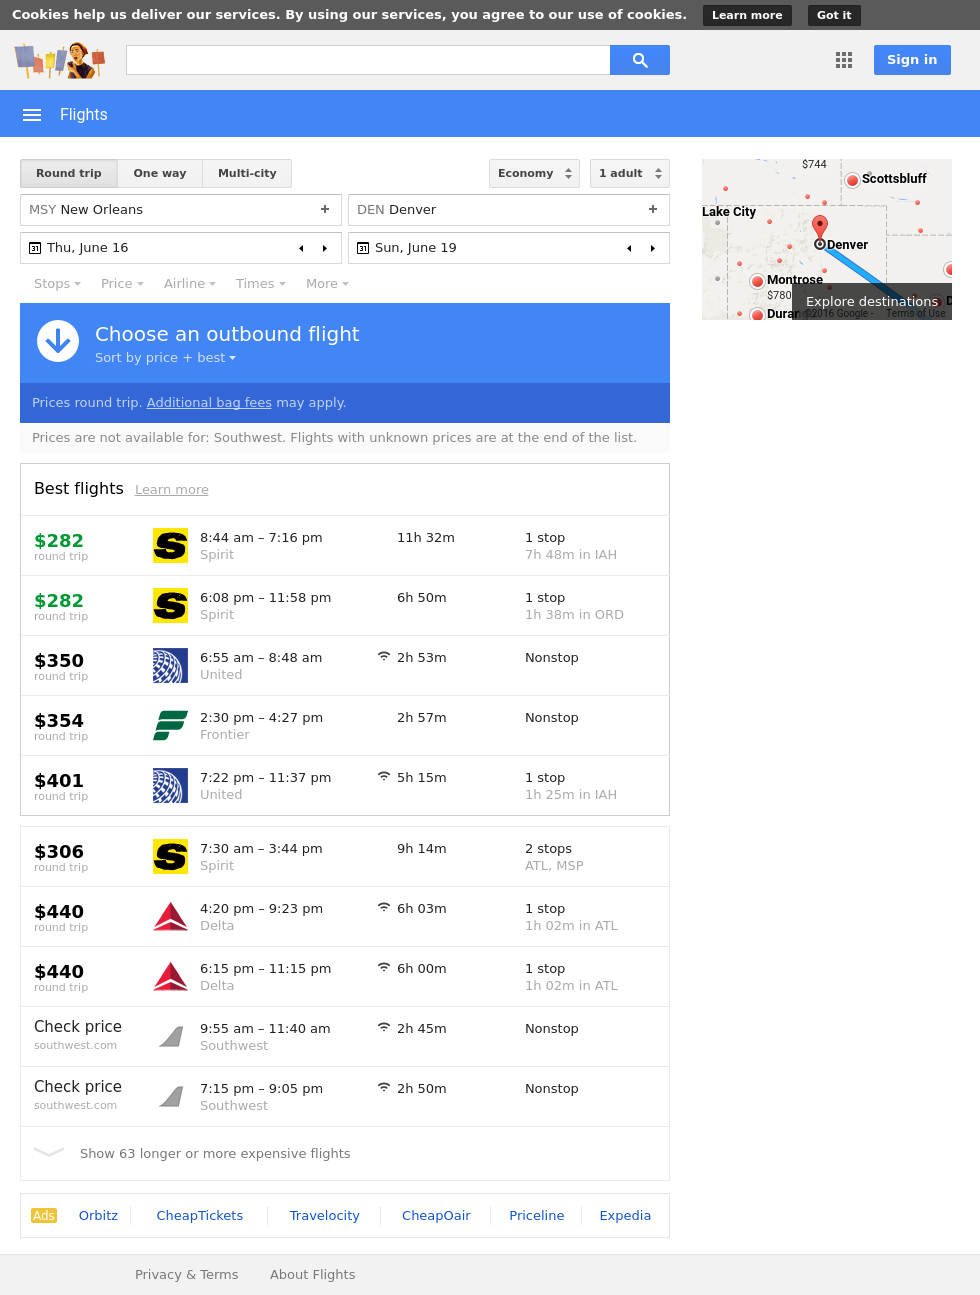 Cookies help us deliver our services. By using our services, you agree to our use of cookies. Learn more Got it
Sign in
Flights
Round trip One way Multi-city Economy 1 adult
MSY New Orleans + DEN Denver +
31 Thu, June 16 31 Sun, June 19
Stops Price Airline Times More
Choose an outbound flight
Sort by price + best
Prices round trip. Additional bag fees may apply.
Prices are not available for: Southwest. Flights with unknown prices are at the end of the list.
$744
Scottsbluff
Lake City
Denver
Montrose
$780
Explore destinations
©2016 Google - Terms of Use
Best flights Learn more
$282 8:44 am – 7:16 pm 11h 32m 1 stop
round trip Spirit 7h 48m in IAH
$282 6:08 pm – 11:58 pm 6h 50m 1 stop
round trip Spirit 1h 38m in ORD
$350 6:55 am – 8:48 am 2h 53m Nonstop
round trip United
$354 2:30 pm – 4:27 pm 2h 57m Nonstop
round trip Frontier
$401 7:22 pm – 11:37 pm 5h 15m 1 stop
round trip United 1h 25m in IAH
$306 7:30 am – 3:44 pm 9h 14m 2 stops
round trip Spirit ATL, MSP
$440 4:20 pm – 9:23 pm 6h 03m 1 stop
round trip Delta 1h 02m in ATL
$440 6:15 pm – 11:15 pm 6h 00m 1 stop
round trip Delta 1h 02m in ATL
Check price 9:55 am – 11:40 am 2h 45m Nonstop
southwest.com Southwest
Check price 7:15 pm – 9:05 pm 2h 50m Nonstop
southwest.com Southwest
Show 63 longer or more expensive flights
Ads Orbitz CheapTickets Travelocity CheapOair Priceline Expedia
Privacy & Terms About Flights